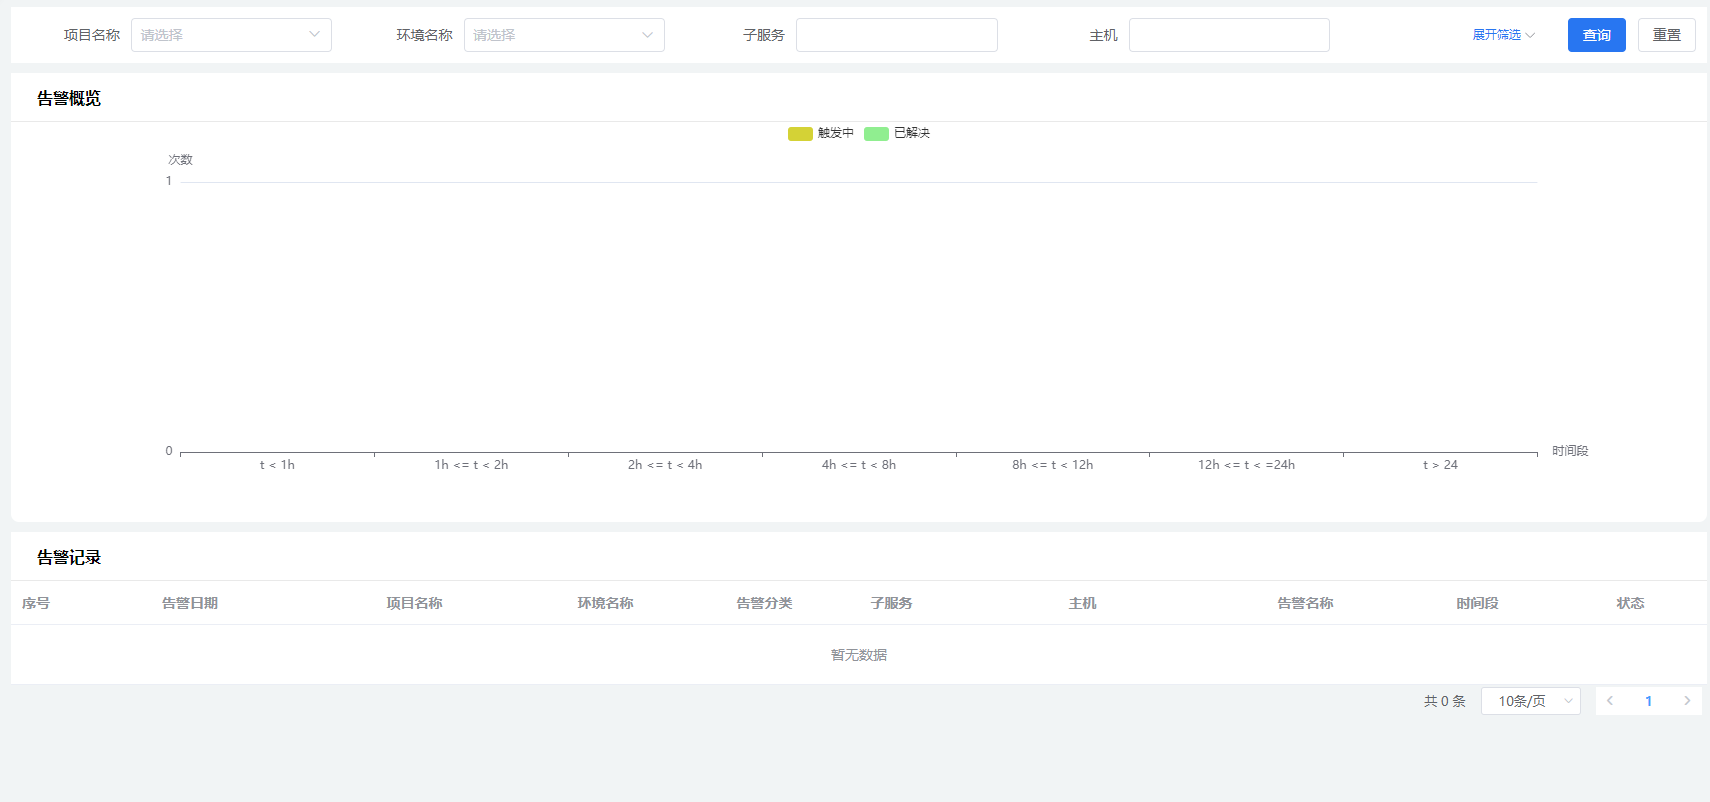 项目名称 请选择 环境名称 请选择 子服务 主机 展开筛选 查询 重置
告警概览
触发中 已解决
次数
1
0
t < 1h 1h <= t < 2h 2h <= t < 4h 4h <= t < 8h 8h <= t < 12h 12h <= t < =24h t > 24
时间段
告警记录
序号 告警日期 项目名称 环境名称 告警分类 子服务 主机 告警名称 时间段 状态
暂无数据
共 0 条 10条/页 1